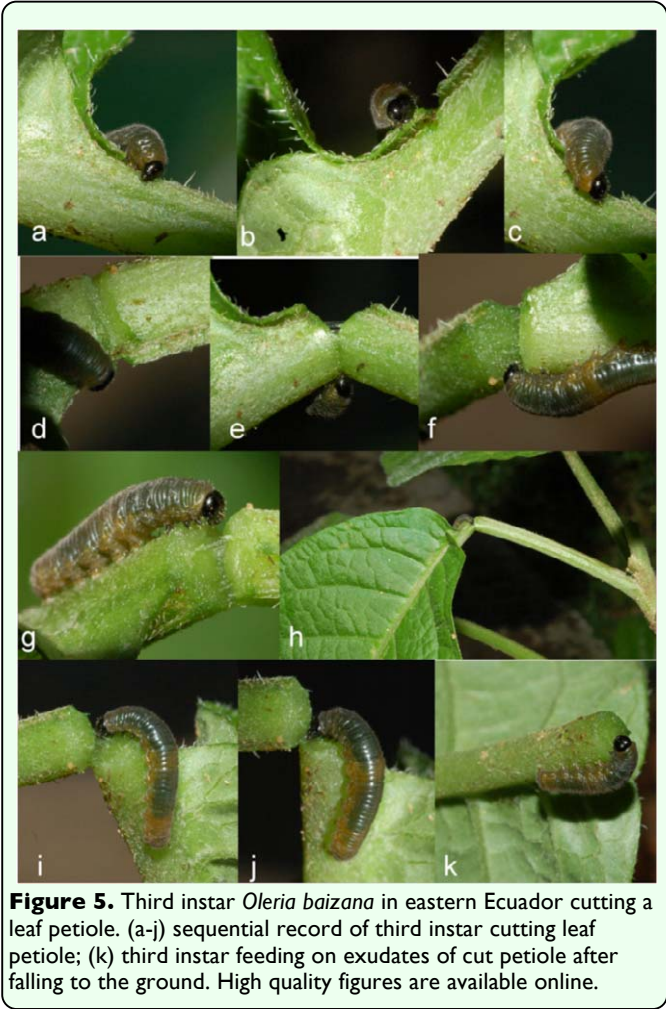 a
b
c
d
e
f
g
h
i
j
k
Figure 5. Third instar Oleria baizana in eastern Ecuador cutting a
leaf petiole. (a-j) sequential record of third instar cutting leaf
petiole; (k) third instar feeding on exudates of cut petiole after
falling to the ground. High quality figures are available online.